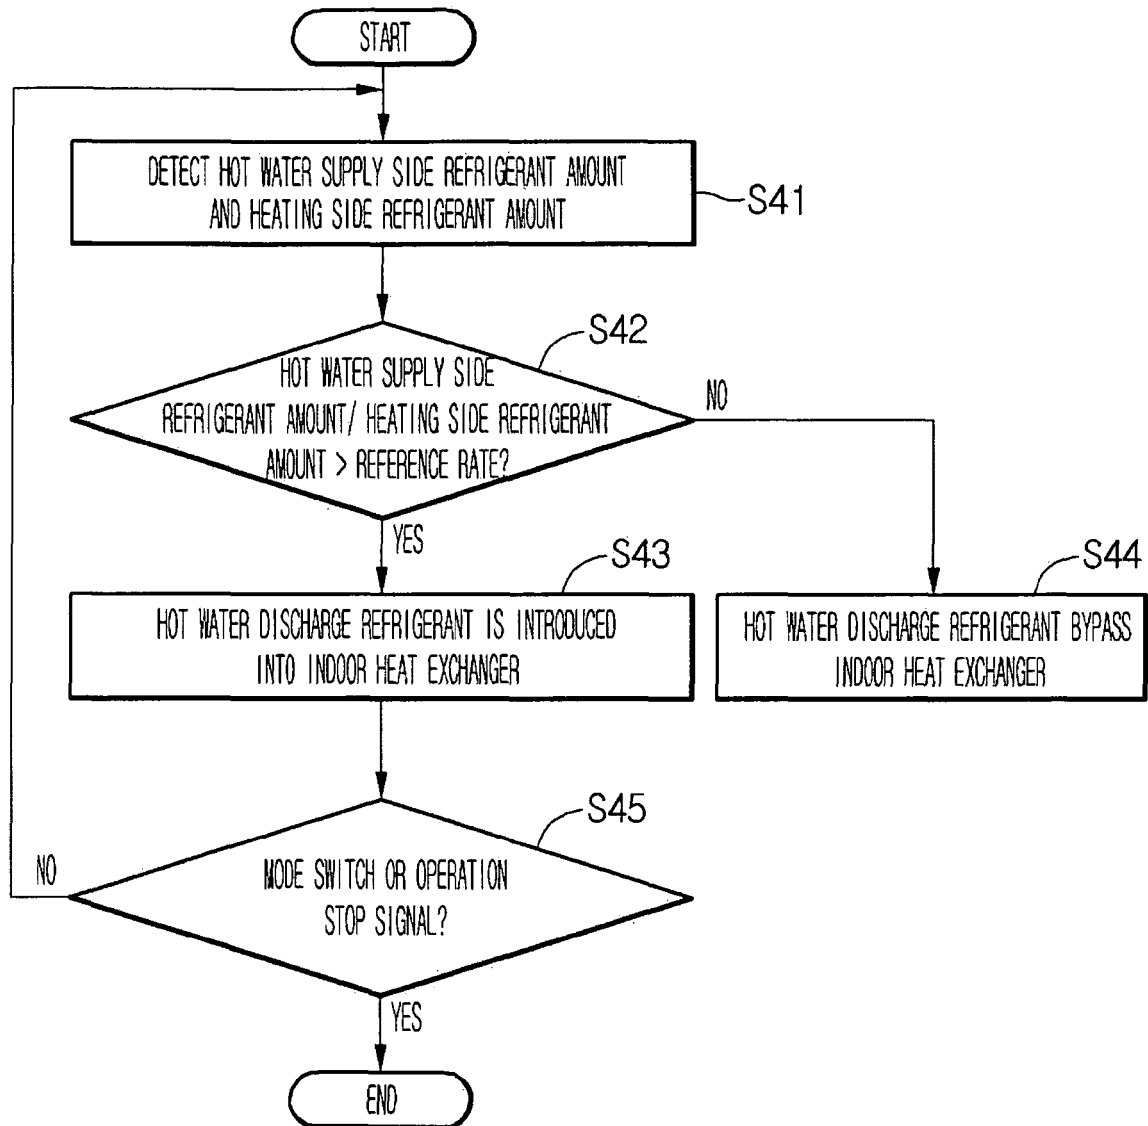 START
DETECT HOT WATER SUPPLY SIDE REFRIGERANT AMOUNT
AND HEATING SIDE REFRIGERANT AMOUNT
S41
S42
HOT WATER SUPPLY SIDE
REFRIGERANT AMOUNT/ HEATING SIDE REFRIGERANT
AMOUNT > REFERENCE RATE?
NO
YES
S43
HOT WATER DISCHARGE REFRIGERANT IS INTRODUCED
INTO INDOOR HEAT EXCHANGER
S44
HOT WATER DISCHARGE REFRIGERANT BYPASS
INDOOR HEAT EXCHANGER
S45
MODE SWITCH OR OPERATION
STOP SIGNAL?
NO
YES
END